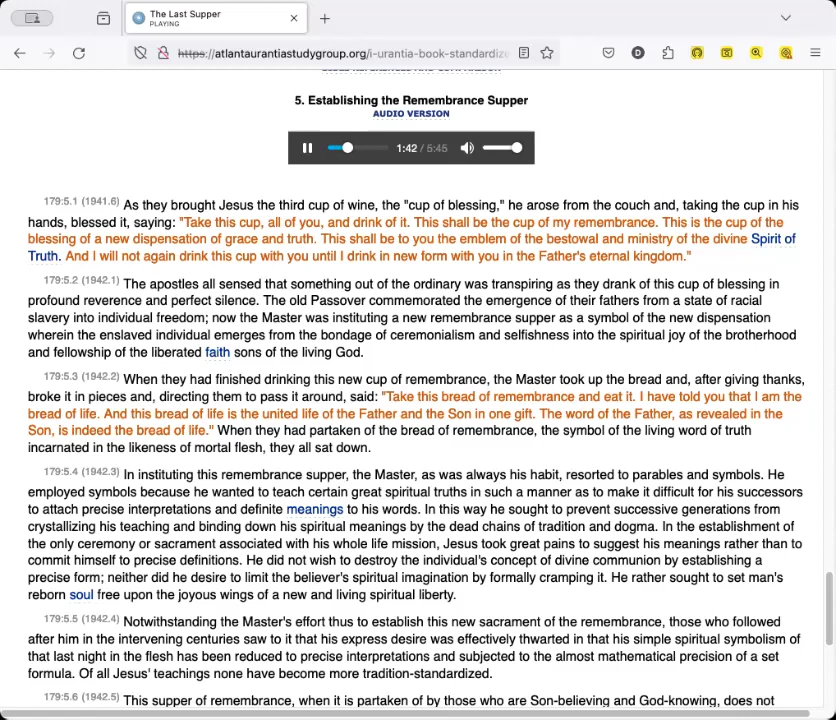 The Last Supper
PLAYING
https://atlantaurantiastudygroup.org/i-urantia-book-standardize
5. Establishing the Remembrance Supper
AUDIO VERSION
1:42 / 5:45
179:5.1 (1941.6) As they brought Jesus the third cup of wine, the "cup of blessing," he arose from the couch and, taking the cup in his
hands, blessed it, saying: "Take this cup, all of you, and drink of it. This shall be the cup of my remembrance. This is the cup of the
blessing of a new dispensation of grace and truth. This shall be to you the emblem of the bestowal and ministry of the divine Spirit of
Truth. And I will not again drink this cup with you until I drink in new form with you in the Father's eternal kingdom."
179:5.2 (1942.1) The apostles all sensed that something out of the ordinary was transpiring as they drank of this cup of blessing in
profound reverence and perfect silence. The old Passover commemorated the emergence of their fathers from a state of racial
slavery into individual freedom; now the Master was instituting a new remembrance supper as a symbol of the new dispensation
wherein the enslaved individual emerges from the bondage of ceremonialism and selfishness into the spiritual joy of the brotherhood
and fellowship of the liberated faith sons of the living God.
179:5.3 (1942.2) When they had finished drinking this new cup of remembrance, the Master took up the bread and, after giving thanks,
broke it in pieces and, directing them to pass it around, said: "Take this bread of remembrance and eat it. I have told you that I am the
bread of life. And this bread of life is the united life of the Father and the Son in one gift. The word of the Father, as revealed in the
Son, is indeed the bread of life." When they had partaken of the bread of remembrance, the symbol of the living word of truth
incarnated in the likeness of mortal flesh, they all sat down.
179:5.4 (1942.3) In instituting this remembrance supper, the Master, as was always his habit, resorted to parables and symbols. He
employed symbols because he wanted to teach certain great spiritual truths in such a manner as to make it difficult for his successors
to attach precise interpretations and definite meanings to his words. In this way he sought to prevent successive generations from
crystallizing his teaching and binding down his spiritual meanings by the dead chains of tradition and dogma. In the establishment of
the only ceremony or sacrament associated with his whole life mission, Jesus took great pains to suggest his meanings rather than to
commit himself to precise definitions. He did not wish to destroy the individual's concept of divine communion by establishing a
precise form; neither did he desire to limit the believer's spiritual imagination by formally cramping it. He rather sought to set man's
reborn soul free upon the joyous wings of a new and living spiritual liberty.
179:5.5 (1942.4) Notwithstanding the Master's effort thus to establish this new sacrament of the remembrance, those who followed
after him in the intervening centuries saw to it that his express desire was effectively thwarted in that his simple spiritual symbolism of
that last night in the flesh has been reduced to precise interpretations and subjected to the almost mathematical precision of a set
formula. Of all Jesus' teachings none have become more tradition-standardized.
179:5.6 (1942.5) This supper of remembrance, when it is partaken of by those who are Son-believing and God-knowing, does not